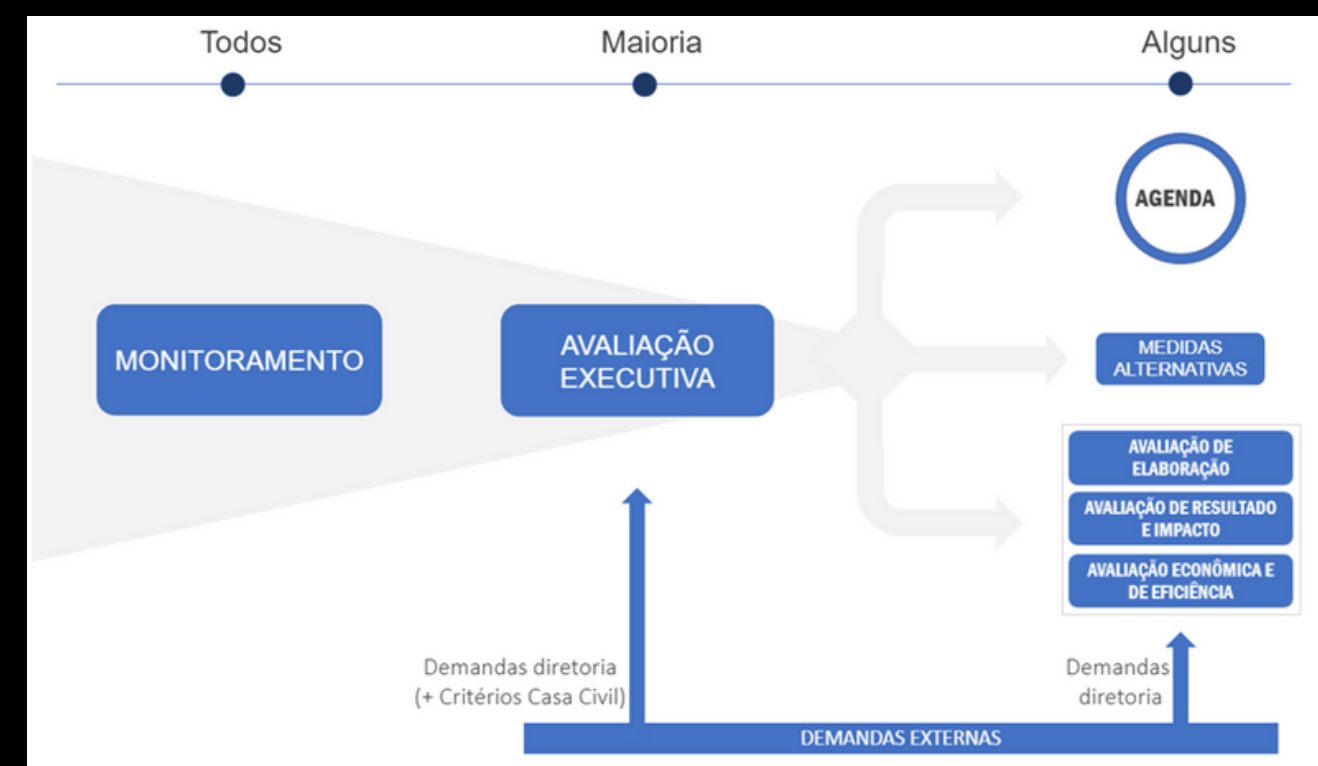 Todos
Maioria
Alguns
AGENDA
MONITORAMENTO
AVALIAÇÃO
EXECUTIVA
MEDIDAS
ALTERNATIVAS
AVALIAÇÃO DE
ELABORAÇÃO
AVALIAÇÃO DE RESULTADO
E IMPACTO
AVALIAÇÃO ECONÔMICA E
DE EFICIÊNCIA
Demandas diretoria
(+ Critérios Casa Civil)
Demandas
diretoria
DEMANDAS EXTERNAS